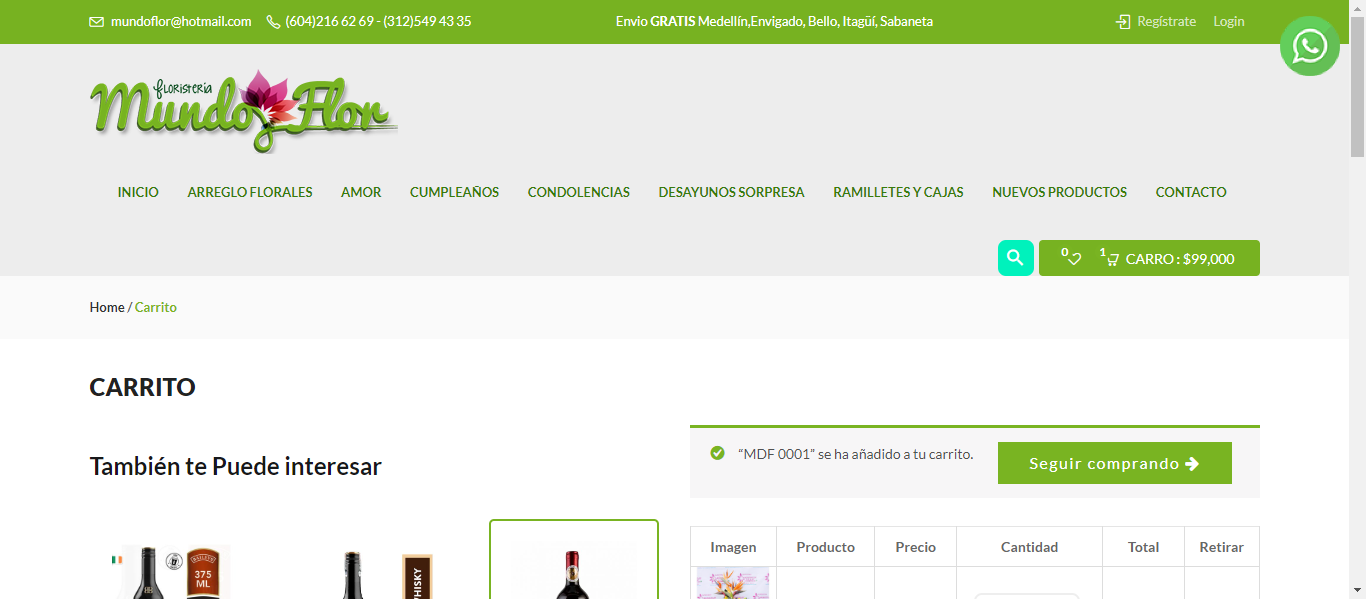 mundoflor@hotmail.com (604)216 62 69 - (312)549 43 35 Envio GRATIS Medellín,Envigado, Bello, Itagüí, Sabaneta Regístrate Login
FLORISTERIA
Mundo Flor
INICIO ARREGLO FLORALES AMOR CUMPLEAÑOS CONDOLENCIAS DESAYUNOS SORPRESA RAMILLETES Y CAJAS NUEVOS PRODUCTOS CONTACTO
0 1 CARRO : $99,000
Home / Carrito
CARRITO
También te Puede interesar
“MDF 0001” se ha añadido a tu carrito. Seguir comprando
Imagen Producto Precio Cantidad Total Retirar
BAILEYS
375
ML
WHISKY